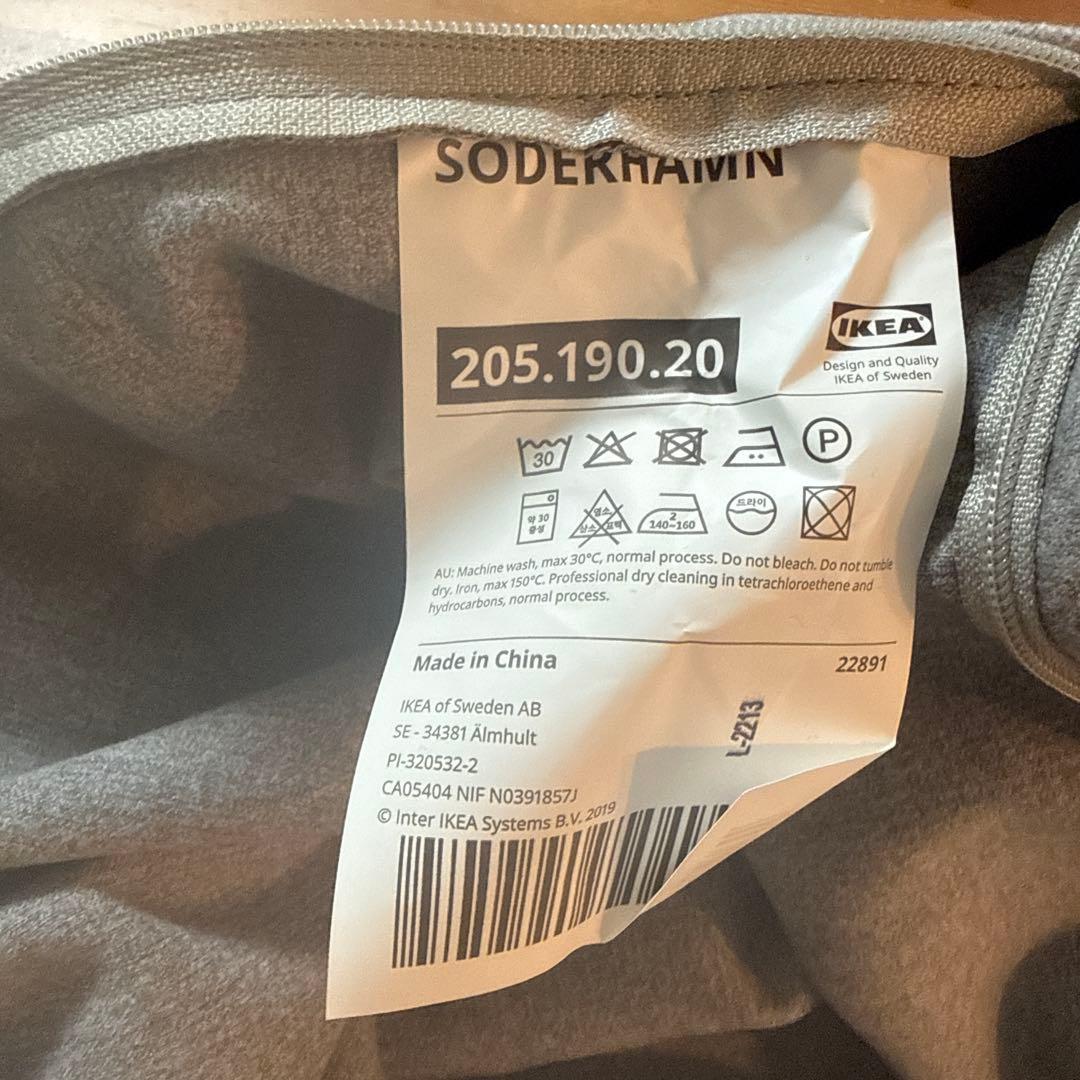 SÖDERHAMN
205.190.20
IKEA
Design and Quality
IKEA of Sweden
30
P
약 30
중성
염소
산소 표백
2
140~160
드라이
AU: Machine wash, max 30°C, normal process. Do not bleach. Do not tumble
dry. Iron, max 150°C. Professional dry cleaning in tetrachloroethene and
hydrocarbons, normal process.
Made in China
22891
IKEA of Sweden AB
SE - 34381 Älmhult
PI-320532-2
CA05404 NIF N0391857J
© Inter IKEA Systems B.V. 2019
L-2213